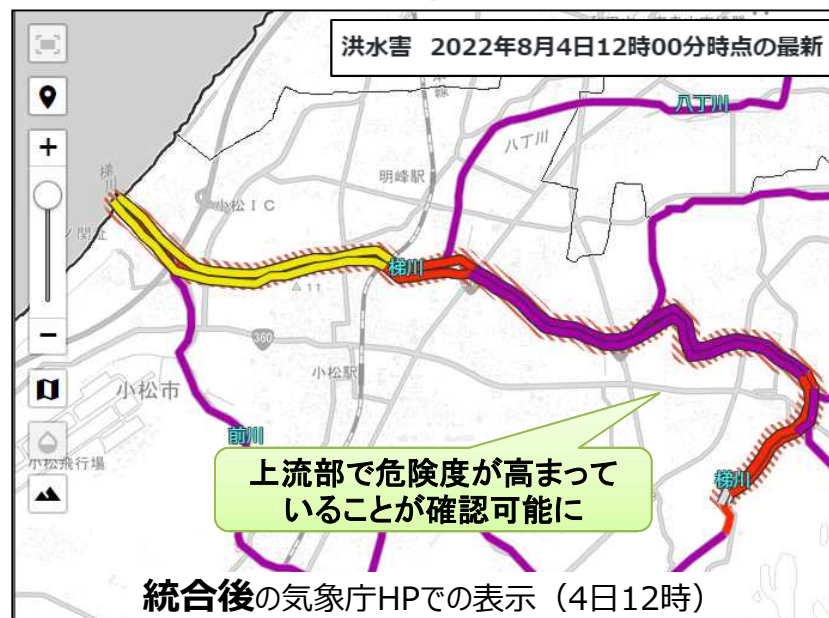 洪水害 2022年8月4日12時00分時点の最新
八丁川
八丁川
明峰駅
梯川
小松ＩＣ
梯川
△11
360
小松駅
小松市
前川
小松飛行場
上流部で危険度が高まって
いることが確認可能に
梯川
統合後の気象庁HPでの表示（4日12時）